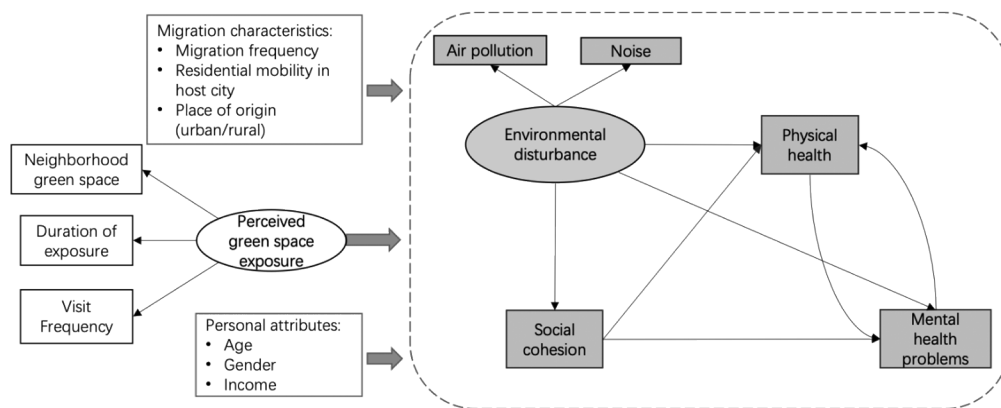 Migration characteristics:
• Migration frequency
• Residential mobility in
host city
• Place of origin
(urban/rural)
Neighborhood
green space
Duration of
exposure
Visit
Frequency
Perceived
green space
exposure
Personal attributes:
• Age
• Gender
• Income
Air pollution
Noise
Environmental
disturbance
Physical
health
Social
cohesion
Mental
health
problems